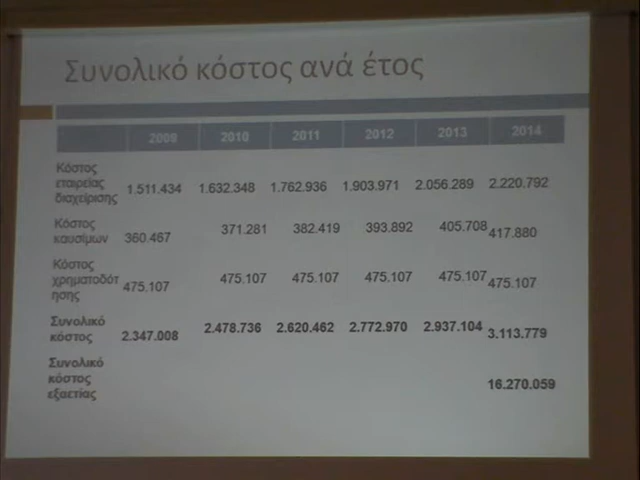 Συνολικό κόστος ανά έτος
2009 2010 2011 2012 2013 2014
Κόστος
εταιρείας
διαχείρισης 1.511.434 1.632.348 1.762.936 1.903.971 2.056.289 2.220.792
Κόστος
καυσίμων 360.467 371.281 382.419 393.892 405.708 417.880
Κόστος
χρηματοδότ
ησης 475.107 475.107 475.107 475.107 475.107 475.107
Συνολικό
κόστος 2.347.008 2.478.736 2.620.462 2.772.970 2.937.104 3.113.779
Συνολικό
κόστος
εξαετίας 16.270.059